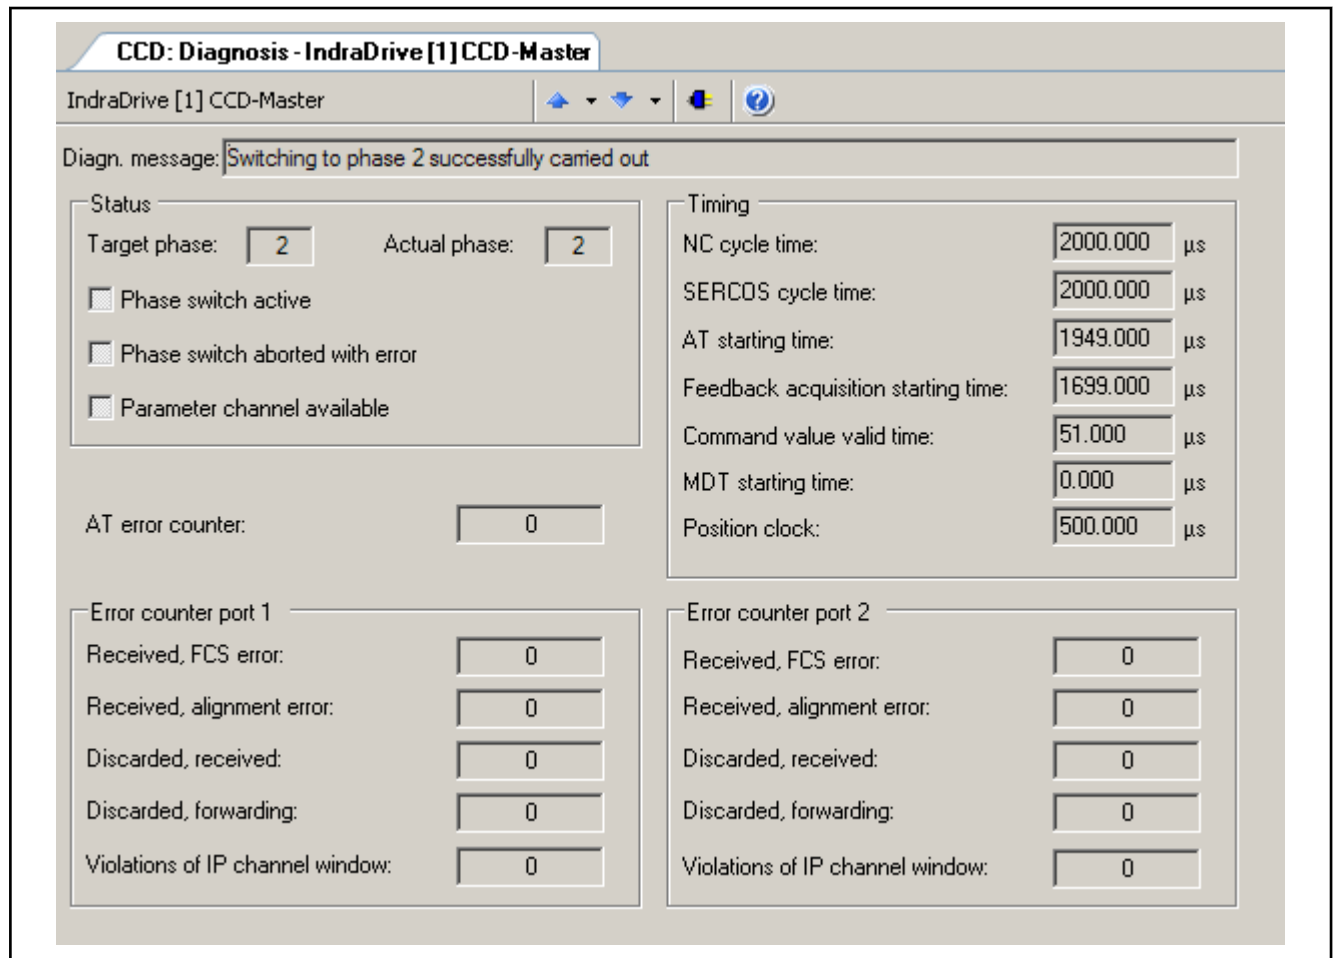 CCD: Diagnosis - IndraDrive [1] CCD-Master
IndraDrive [1] CCD-Master
Diagn. message: Switching to phase 2 successfully carried out
Status
Target phase: 2 Actual phase: 2
Phase switch active
Phase switch aborted with error
Parameter channel available
AT error counter: 0
Timing
NC cycle time: 2000.000 µs
SERCOS cycle time: 2000.000 µs
AT starting time: 1949.000 µs
Feedback acquisition starting time: 1699.000 µs
Command value valid time: 51.000 µs
MDT starting time: 0.000 µs
Position clock: 500.000 µs
Error counter port 1
Received, FCS error: 0
Received, alignment error: 0
Discarded, received: 0
Discarded, forwarding: 0
Violations of IP channel window: 0
Error counter port 2
Received, FCS error: 0
Received, alignment error: 0
Discarded, received: 0
Discarded, forwarding: 0
Violations of IP channel window: 0